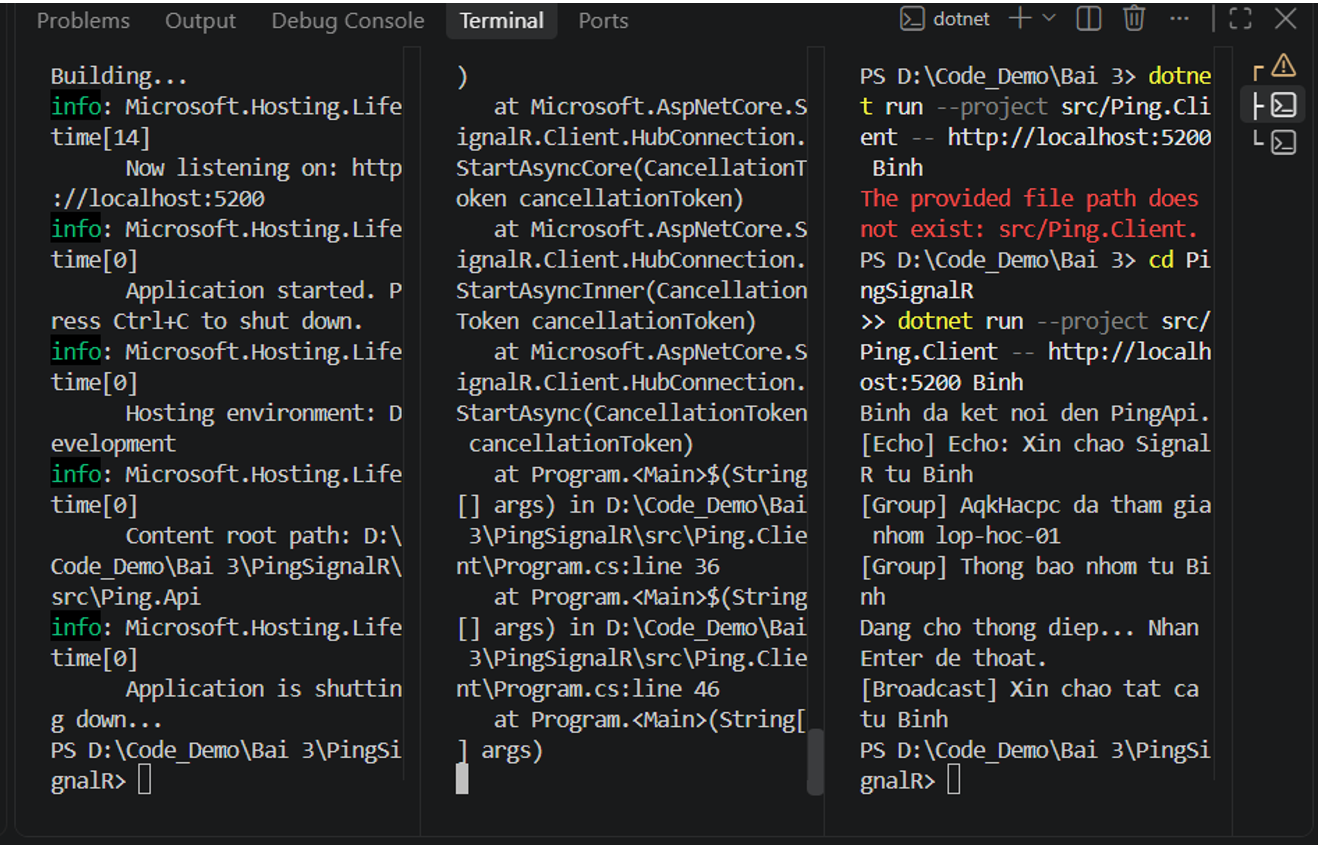 Problems Output Debug Console Terminal Ports
dotnet
Building...
info: Microsoft.Hosting.Life
time[14]
Now listening on: http
://localhost:5200
info: Microsoft.Hosting.Life
time[0]
Application started. P
ress Ctrl+C to shut down.
info: Microsoft.Hosting.Life
time[0]
Hosting environment: D
evelopment
info: Microsoft.Hosting.Life
time[0]
Content root path: D:\
Code_Demo\Bai 3\PingSignalR\
src\Ping.Api
info: Microsoft.Hosting.Life
time[0]
Application is shuttin
g down...
PS D:\Code_Demo\Bai 3\PingSi
gnalR>
)
at Microsoft.AspNetCore.S
ignalR.Client.HubConnection.
StartAsyncCore(CancellationT
oken cancellationToken)
at Microsoft.AspNetCore.S
ignalR.Client.HubConnection.
StartAsyncInner(Cancellation
Token cancellationToken)
at Microsoft.AspNetCore.S
ignalR.Client.HubConnection.
StartAsync(CancellationToken
cancellationToken)
at Program.<Main>$(String
[] args) in D:\Code_Demo\Bai
3\PingSignalR\src\Ping.Clie
nt\Program.cs:line 36
at Program.<Main>$(String
[] args) in D:\Code_Demo\Bai
3\PingSignalR\src\Ping.Clie
nt\Program.cs:line 46
at Program.<Main>(String[
] args)
PS D:\Code_Demo\Bai 3> dotne
t run --project src/Ping.Cli
ent -- http://localhost:5200
Binh
The provided file path does
not exist: src/Ping.Client.
PS D:\Code_Demo\Bai 3> cd Pi
ngSignalR
>> dotnet run --project src/
Ping.Client -- http://localh
ost:5200 Binh
Binh da ket noi den PingApi.
[Echo] Echo: Xin chao Signal
R tu Binh
[Group] AqkHacpc da tham gia
nhom lop-hoc-01
[Group] Thong bao nhom tu Bi
nh
Dang cho thong diep... Nhan
Enter de thoat.
[Broadcast] Xin chao tat ca
tu Binh
PS D:\Code_Demo\Bai 3\PingSi
gnalR>